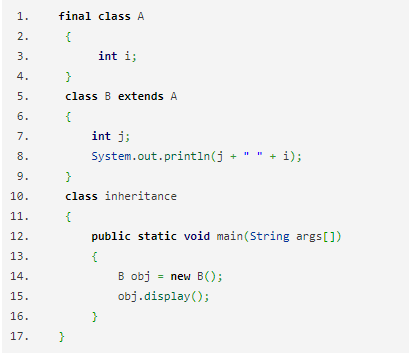 1. final class A
2. {
3. int i;
4. }
5. class B extends A
6. {
7. int j;
8. System.out.println(j + " " + i);
9. }
10. class inheritance
11. {
12. public static void main(String args[])
13. {
14. B obj = new B();
15. obj.display();
16. }
17. }